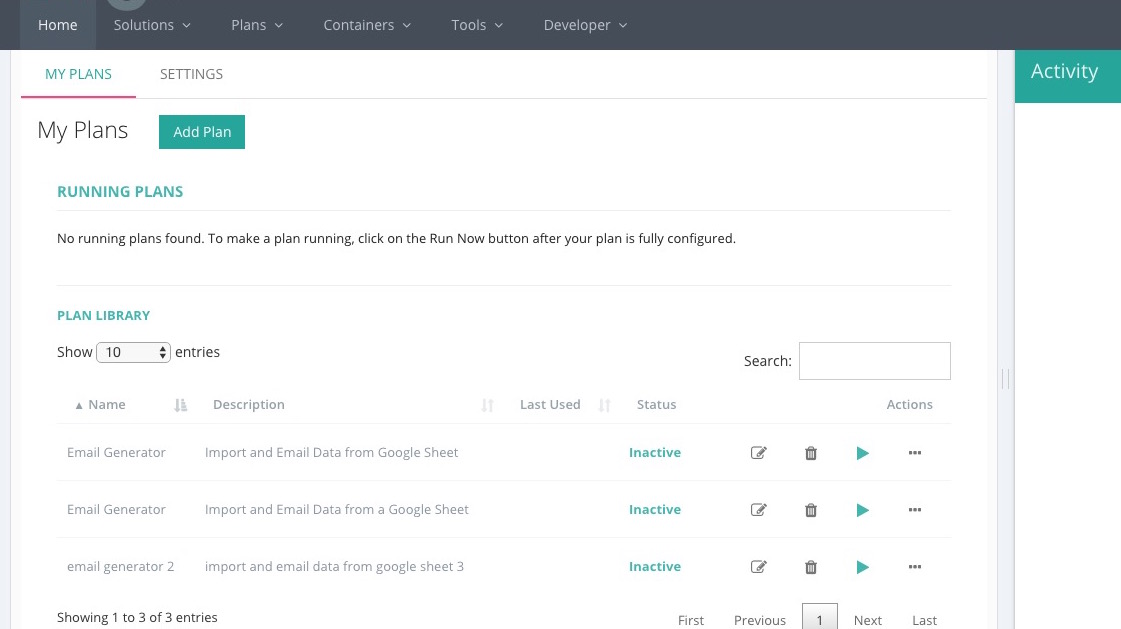 Home Solutions Plans Containers Tools Developer
MY PLANS SETTINGS
Activity
My Plans Add Plan
RUNNING PLANS
No running plans found. To make a plan running, click on the Run Now button after your plan is fully configured.
PLAN LIBRARY
Show 10 entries
Search:
Name Description Last Used Status Actions
Email Generator Import and Email Data from Google Sheet Inactive
Email Generator Import and Email Data from a Google Sheet Inactive
email generator 2 import and email data from google sheet 3 Inactive
Showing 1 to 3 of 3 entries
First Previous 1 Next Last